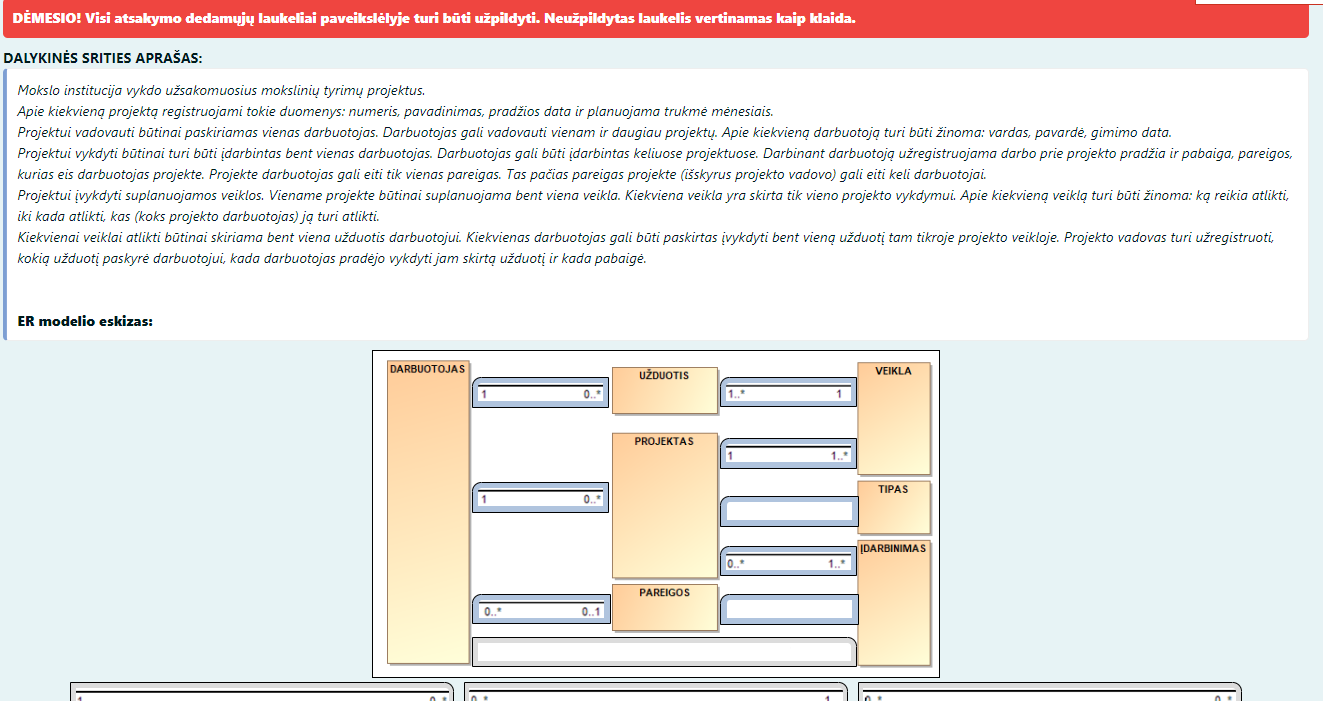 DĖMESIO! Visi atsakymo dedamųjų laukeliai paveikslėlyje turi būti užpildyti. Neužpildytas laukelis vertinamas kaip klaida.
DALYKINĖS SRITIES APRAŠAS:
Mokslo institucija vykdo užsakomuosius mokslinių tyrimų projektus.
Apie kiekvieną projektą registruojami tokie duomenys: numeris, pavadinimas, pradžios data ir planuojama trukmė mėnesiais.
Projektui vadovauti būtinai paskiriamas vienas darbuotojas. Darbuotojas gali vadovauti vienam ir daugiau projektų. Apie kiekvieną darbuotoją turi būti žinoma: vardas, pavardė, gimimo data.
Projektui vykdyti būtinai turi būti įdarbintas bent vienas darbuotojas. Darbuotojas gali būti įdarbintas keliuose projektuose. Darbinant darbuotoją užregistruojama darbo prie projekto pradžia ir pabaiga, pareigos,
kurias eis darbuotojas projekte. Projekte darbuotojas gali eiti tik vienas pareigas. Tas pačias pareigas projekte (išskyrus projekto vadovo) gali eiti keli darbuotojai.
Projektui įvykdyti suplanuojamos veiklos. Viename projekte būtinai suplanuojama bent viena veikla. Kiekviena veikla yra skirta tik vieno projekto vykdymui. Apie kiekvieną veiklą turi būti žinoma: ką reikia atlikti,
iki kada atlikti, kas (koks projekto darbuotojas) ją turi atlikti.
Kiekvienai veiklai atlikti būtinai skiriama bent viena užduotis darbuotojui. Kiekvienas darbuotojas gali būti paskirtas įvykdyti bent vieną užduotį tam tikroje projekto veikloje. Projekto vadovas turi užregistruoti,
kokią užduotį paskyrė darbuotojui, kada darbuotojas pradėjo vykdyti jam skirtą užduotį ir kada pabaigė.
ER modelio eskizas:
DARBUOTOJAS UŽDUOTIS VEIKLA
1 0..* 1..* 1
PROJEKTAS
1 1..*
TIPAS
1 0..*
ĮDARBINIMAS
0..* 1..*
PAREIGOS
0..* 0..1
1 0..* 0..* 1 0..* 0..*